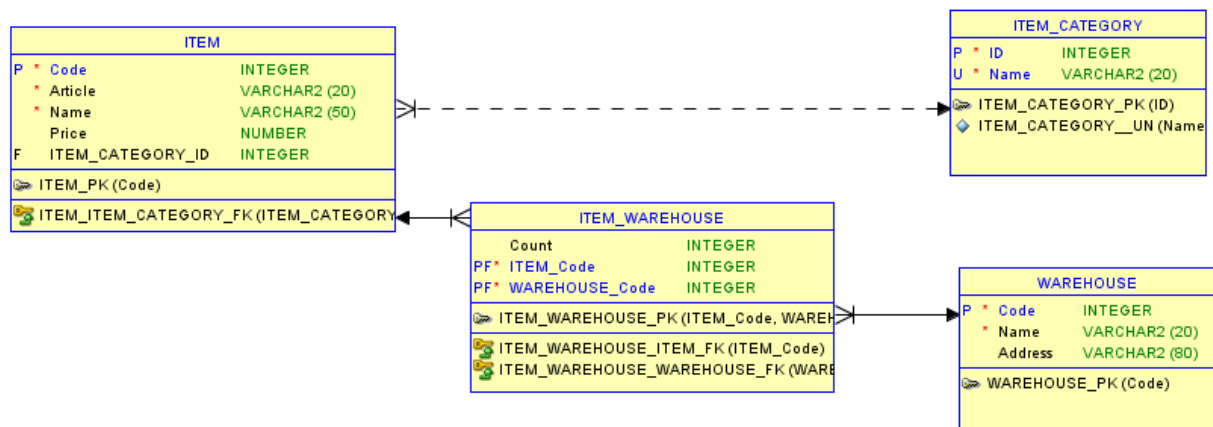 ITEM
P * Code INTEGER
* Article VARCHAR2 (20)
* Name VARCHAR2 (50)
Price NUMBER
F ITEM_CATEGORY_ID INTEGER
ITEM_PK (Code)
ITEM_ITEM_CATEGORY_FK (ITEM_CATEGORY
ITEM_CATEGORY
P * ID INTEGER
U * Name VARCHAR2 (20)
ITEM_CATEGORY_PK (ID)
ITEM_CATEGORY__UN (Name
ITEM_WAREHOUSE
Count INTEGER
PF* ITEM_Code INTEGER
PF* WAREHOUSE_Code INTEGER
ITEM_WAREHOUSE_PK (ITEM_Code, WAREH
ITEM_WAREHOUSE_ITEM_FK (ITEM_Code)
ITEM_WAREHOUSE_WAREHOUSE_FK (WARE
WAREHOUSE
P * Code INTEGER
* Name VARCHAR2 (20)
Address VARCHAR2 (80)
WAREHOUSE_PK (Code)